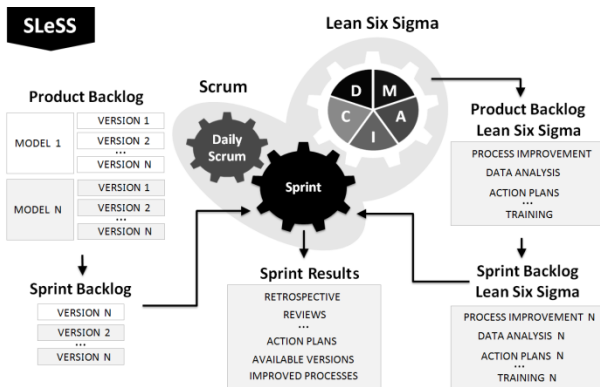 SLeSS
Lean Six Sigma
Scrum
D
M
C
A
I
Daily
Scrum
Sprint
Product Backlog
MODEL 1
VERSION 1
VERSION 2
...
VERSION N
MODEL N
VERSION 1
VERSION 2
...
VERSION N
Sprint Backlog
VERSION N
VERSION 2
...
VERSION N
Sprint Results
RETROSPECTIVE
REVIEWS
...
ACTION PLANS
AVAILABLE VERSIONS
IMPROVED PROCESSES
Product Backlog
Lean Six Sigma
PROCESS IMPROVEMENT
DATA ANALYSIS
ACTION PLANS
...
TRAINING
Sprint Backlog
Lean Six Sigma
PROCESS IMPROVEMENT N
DATA ANALYSIS N
ACTION PLANS N
...
TRAINING N